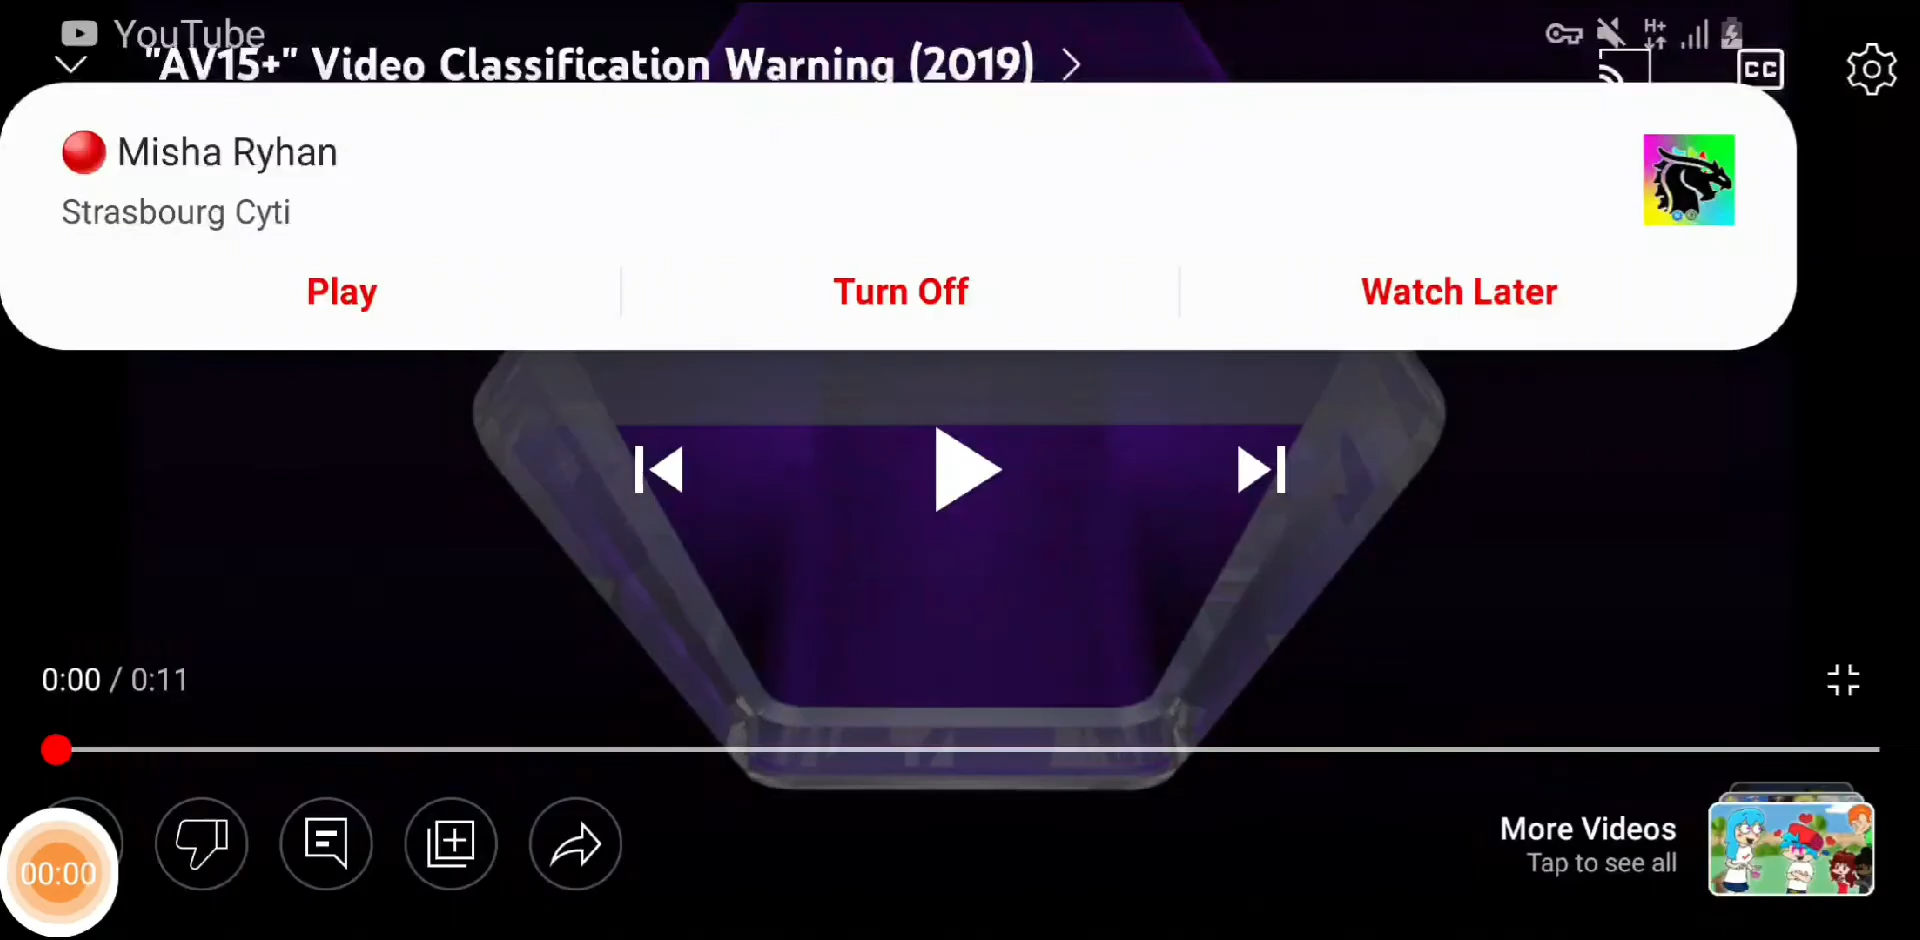 YouTube
"AV15+" Video Classification Warning (2019)
H+
CC
Misha Ryhan
Strasbourg Cyti
Play
Turn Off
Watch Later
0:00 / 0:11
00:00
More Videos
Tap to see all